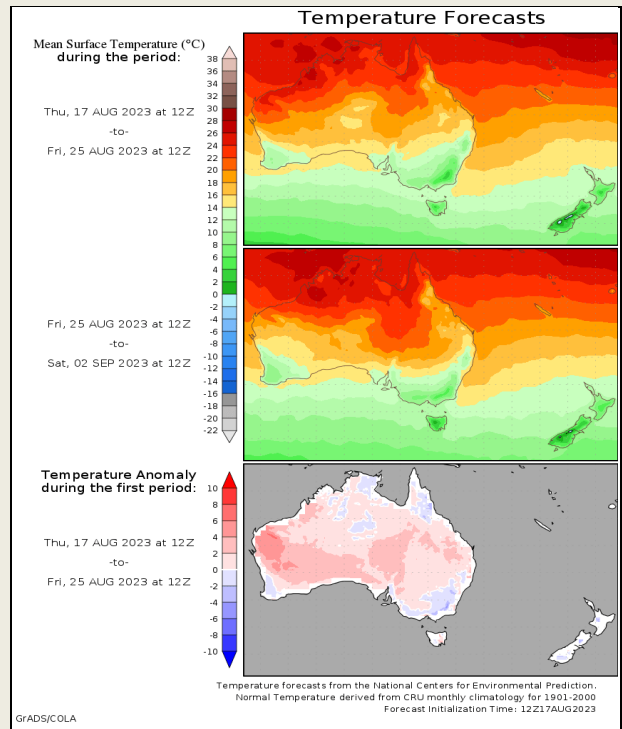 Temperature Forecasts
Mean Surface Temperature (°C)
during the period:
Thu, 17 AUG 2023 at 12Z
-to-
Fri, 25 AUG 2023 at 12Z
38
36
34
32
30
28
26
24
22
20
18
16
14
12
10
8
6
4
2
0
-2
-4
-6
-8
-10
-12
-14
-16
-18
-20
-22
Fri, 25 AUG 2023 at 12Z
-to-
Sat, 02 SEP 2023 at 12Z
Temperature Anomaly
during the first period:
Thu, 17 AUG 2023 at 12Z
-to-
Fri, 25 AUG 2023 at 12Z
10
8
6
4
2
0
-2
-4
-6
-8
-10
Temperature forecasts from the National Centers for Environmental Prediction.
Normal Temperature derived from CRU monthly climatology for 1901-2000
Forecast Initialization Time: 12Z17AUG2023
GrADS/COLA